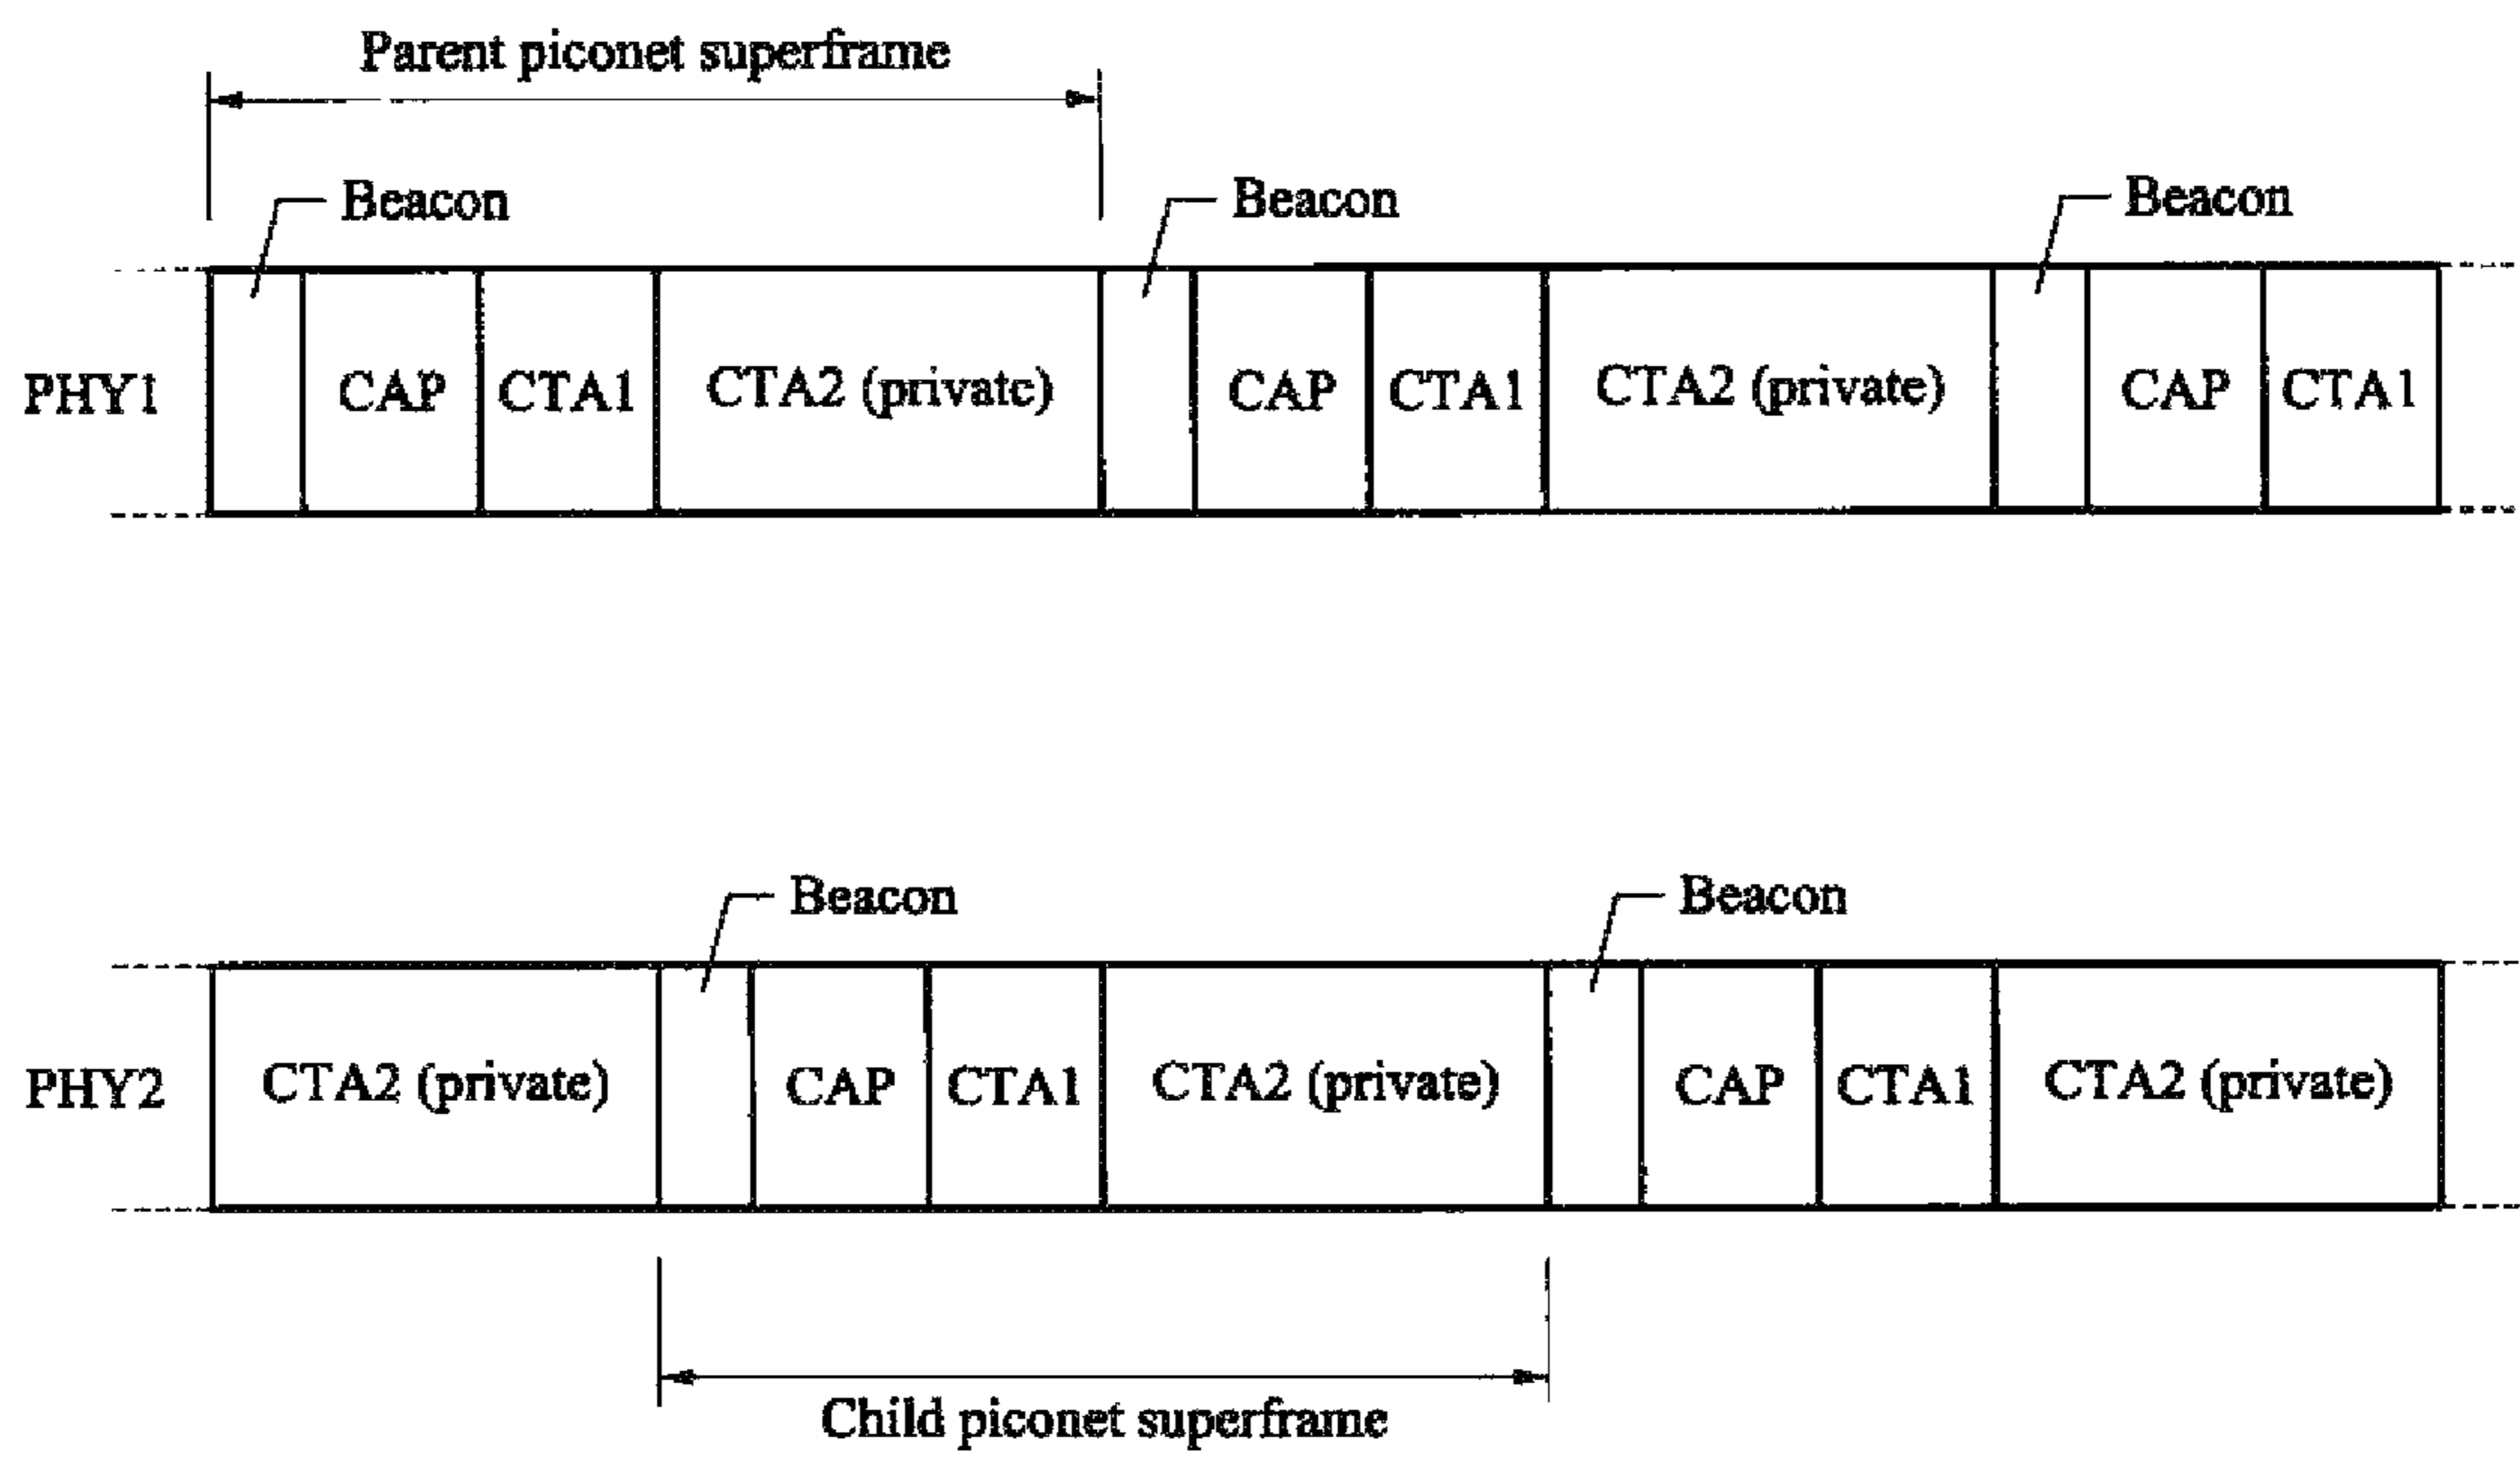 Parent piconet superframe
Beacon
Beacon
Beacon
PHY1
CAP
CTA1
CTA2 (private)
CAP
CTA1
CTA2 (private)
CAP
CTA1
Beacon
Beacon
PHY2
CTA2 (private)
CAP
CTA1
CTA2 (private)
CAP
CTA1
CTA2 (private)
Child piconet superframe